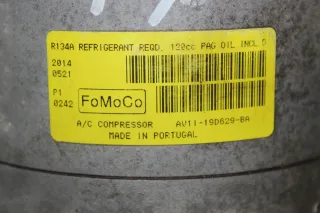 R134A REFRIGERANT REQD. 120cc PAG OIL INCL.
2014
0521
P1
0242
FoMoCo
A/C COMPRESSOR AV11-19D629-BA
MADE IN PORTUGAL